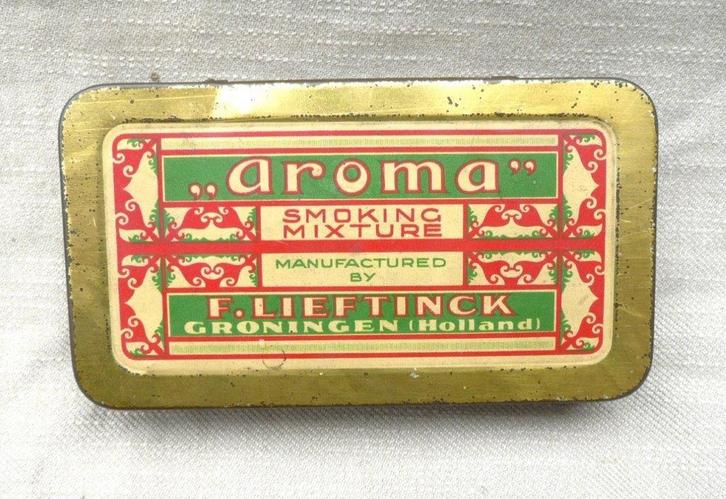 „aroma”
SMOKING
MIXTURE
MANUFACTURED
BY
F. LIEFTINCK
GRONINGEN (Holland)